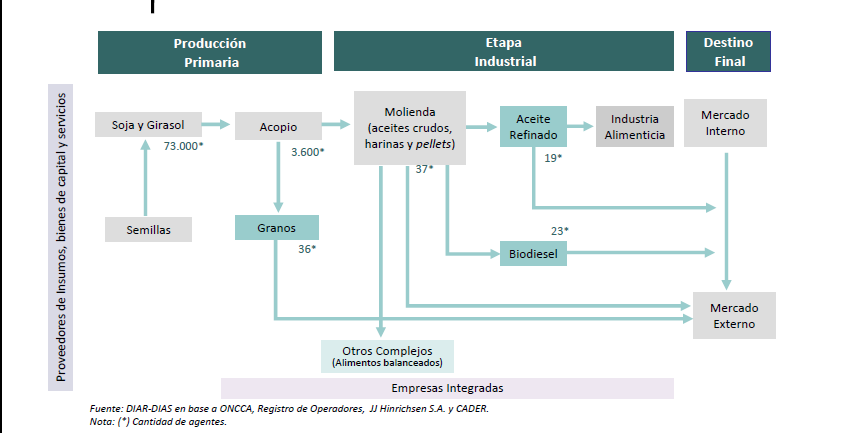 Producción
Primaria
Etapa
Industrial
Destino
Final
Proveedores de Insumos, bienes de capital y servicios
Soja y Girasol
73.000*
Acopio
3.600*
Molienda
(aceites crudos,
harinas y pellets)
37*
Aceite
Refinado
19*
Industria
Alimenticia
Mercado
Interno
Semillas
Granos
36*
23*
Biodiesel
Mercado
Externo
Otros Complejos
(Alimentos balanceados)
Empresas Integradas
Fuente: DIAR-DIAS en base a ONCCA, Registro de Operadores, JJ Hinrichsen S.A. y CADER.
Nota: (*) Cantidad de agentes.